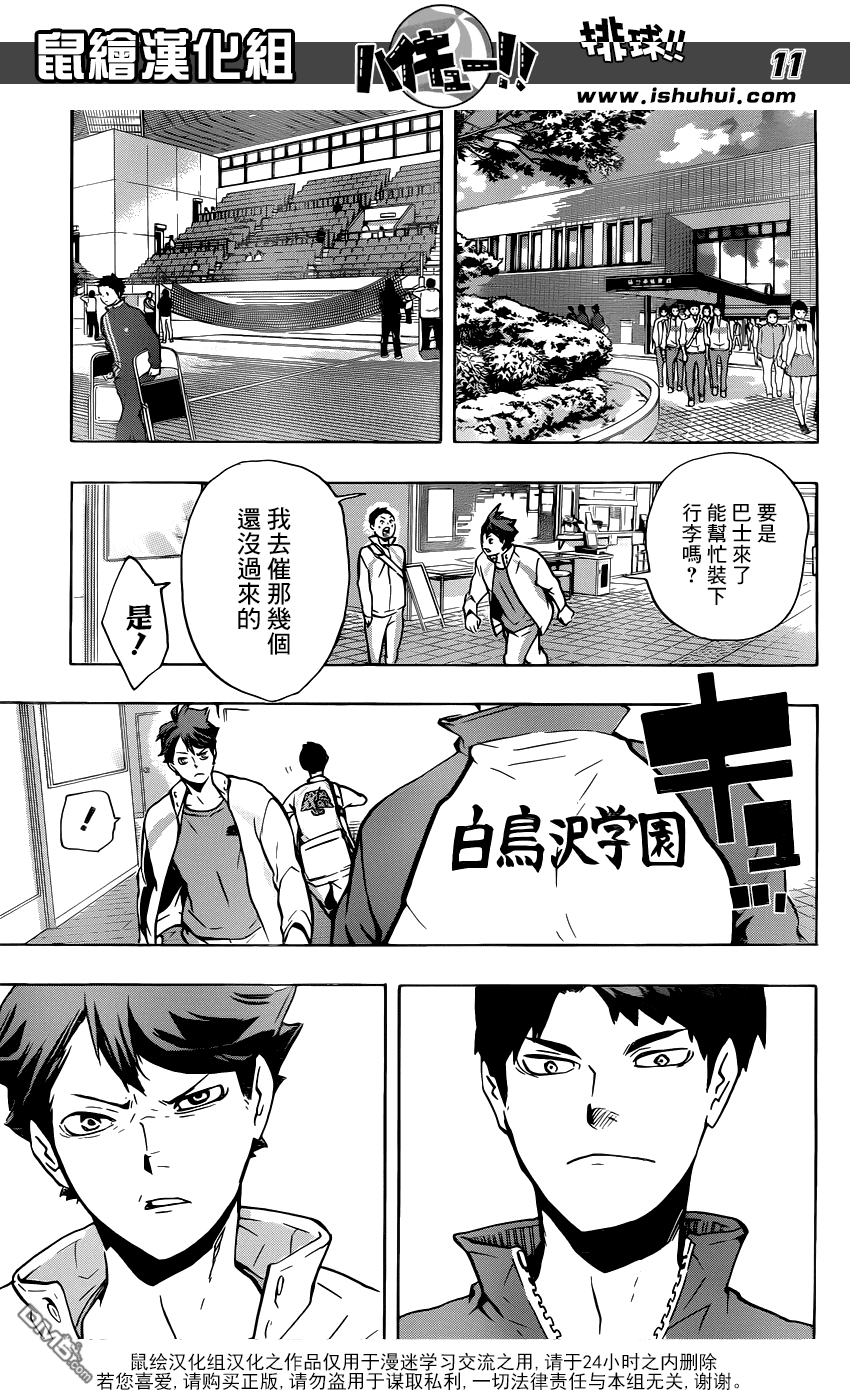 鼠繪漢化組
ハイキュー!!
排球!!
11
www.ishuhui.com
要是
巴士來了
能幫忙裝下
行李嗎?
我去催那幾個
還沒過來的
是!
!
白鳥沢学園
キュッ
DMB.com
鼠绘汉化组汉化之作品仅用于漫迷学习交流之用, 请于24小时之内删除
若您喜爱, 请购买正版, 请勿盗用于谋取私利, 一切法律责任与本组无关, 谢谢。